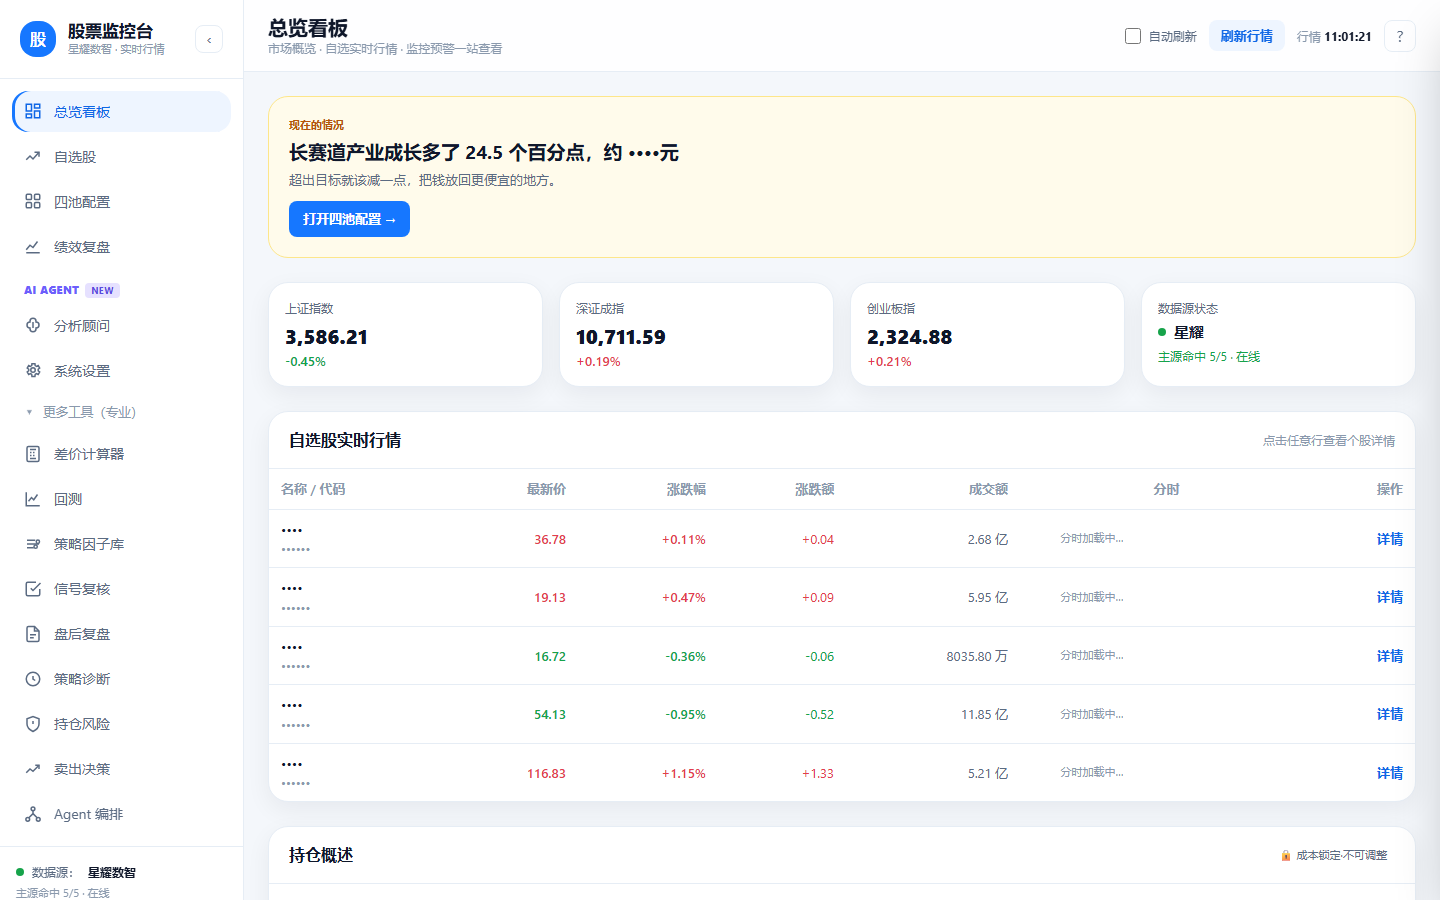 股
股票监控台
星耀数智 · 实时行情
‹
总览看板
自选股
四池配置
绩效复盘
AI AGENT NEW
分析顾问
系统设置
▾ 更多工具（专业）
差价计算器
回测
策略因子库
信号复核
盘后复盘
策略诊断
持仓风险
卖出决策
Agent 编排
数据源： 星耀数智
主源命中 5/5 · 在线
总览看板
市场概览 · 自选实时行情 · 监控预警一站查看
自动刷新 刷新行情 行情 11:01:21 ?
现在的情况
长赛道产业成长多了 24.5 个百分点，约 ••••元
超出目标就该减一点，把钱放回更便宜的地方。
打开四池配置 →
上证指数
3,586.21
-0.45%
深证成指
10,711.59
+0.19%
创业板指
2,324.88
+0.21%
数据源状态
星耀
主源命中 5/5 · 在线
自选股实时行情 点击任意行查看个股详情
名称 / 代码 最新价 涨跌幅 涨跌额 成交额 分时 操作
••••
•••••• 36.78 +0.11% +0.04 2.68 亿 分时加载中... 详情
••••
•••••• 19.13 +0.47% +0.09 5.95 亿 分时加载中... 详情
••••
•••••• 16.72 -0.36% -0.06 8035.80 万 分时加载中... 详情
••••
•••••• 54.13 -0.95% -0.52 11.85 亿 分时加载中... 详情
••••
•••••• 116.83 +1.15% +1.33 5.21 亿 分时加载中... 详情
持仓概述 🔒 成本锁定·不可调整